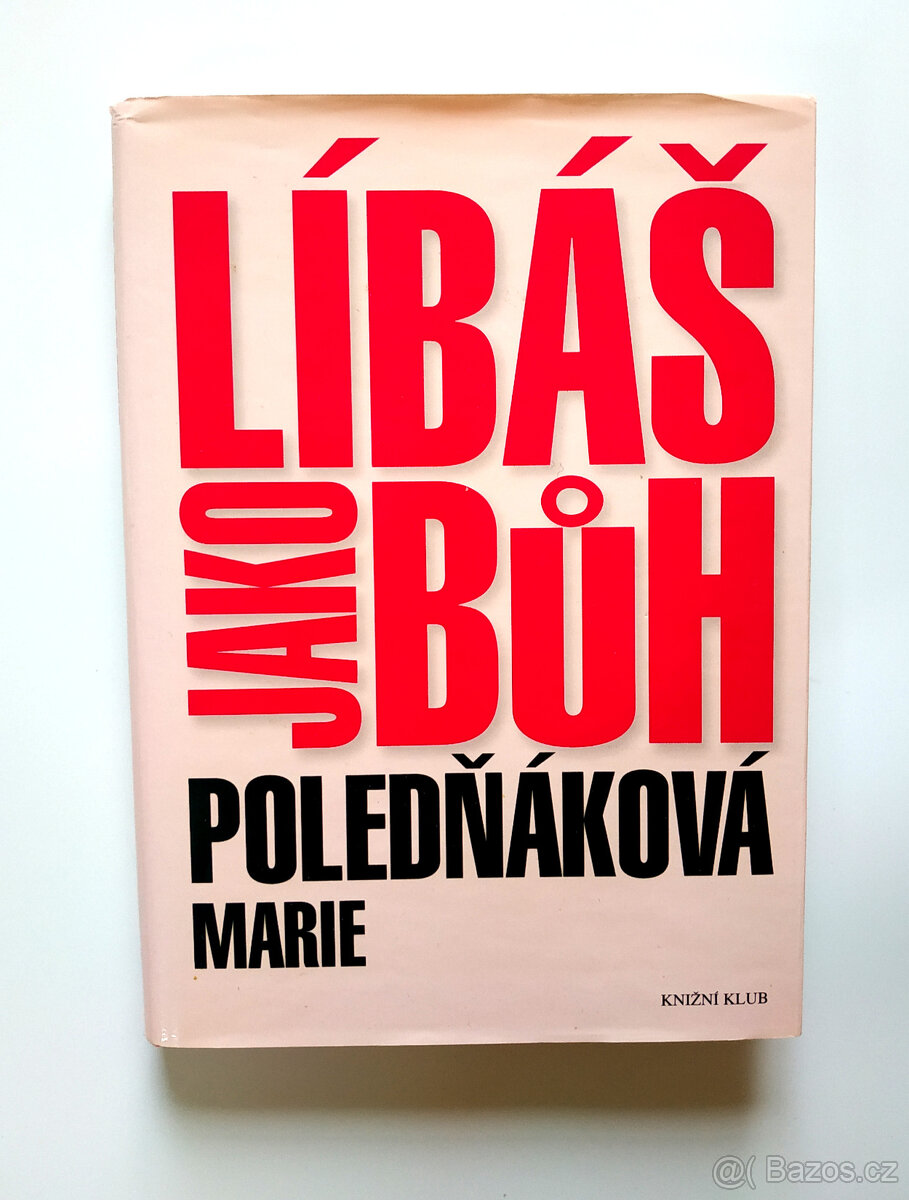 LÍBÁŠ
JAKO
BŮH
POLEDŇÁKOVÁ
MARIE
KNIŽNÍ KLUB
@( Bazos.cz